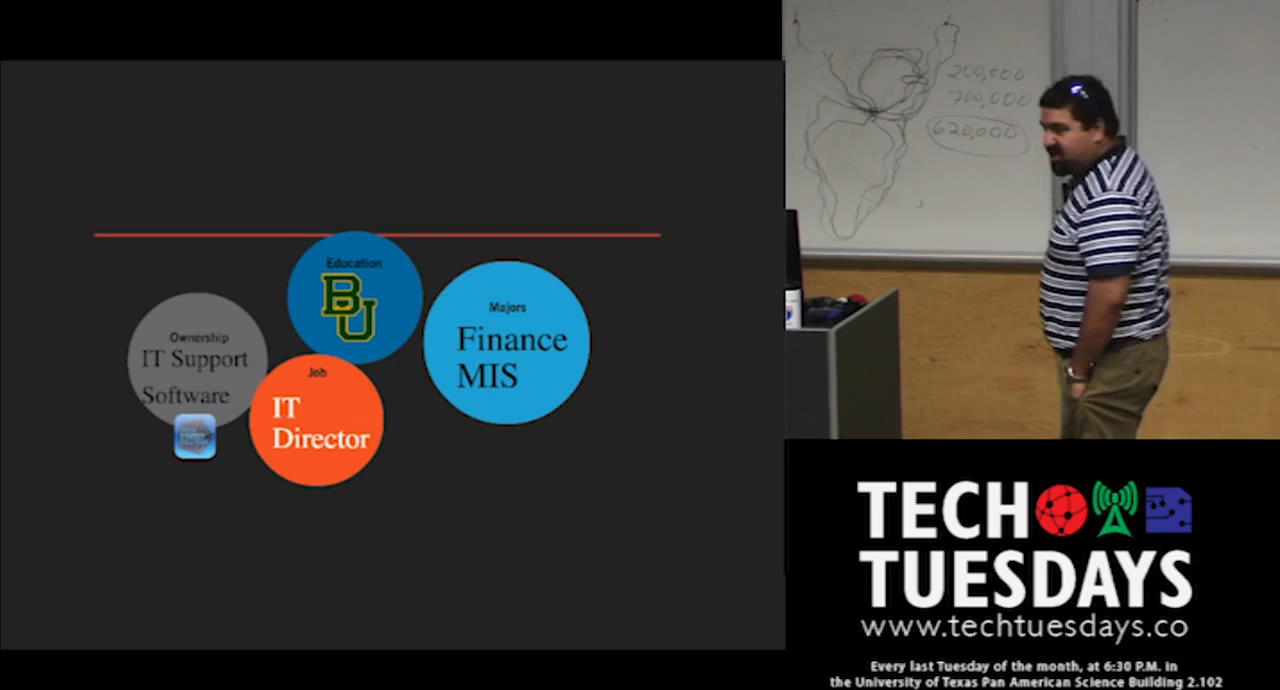 Education
BU
Majors
Finance
MIS
Ownership
IT Support
Software
Job
IT
Director
200,000
700,000
620,000
TECH
TUESDAYS
www.techtuesdays.co
Every last Tuesday of the month, at 6:30 P.M. in
the University of Texas Pan American Science Building 2.102